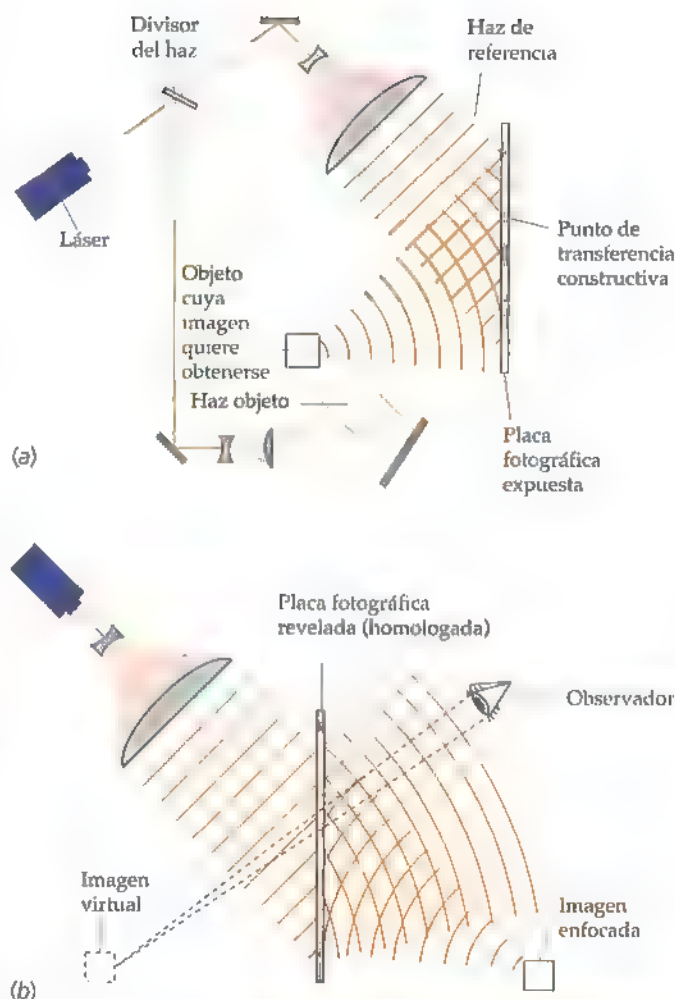 Divisor
del haz
Haz de
referencia
Láser
Objeto
cuya
imagen
quiere
obtenerse
Punto de
transferencia
constructiva
Haz objeto
Placa
fotográfica
expuesta
(a)
Placa fotográfica
revelada (homologada)
Observador
Imagen
virtual
Imagen
enfocada
(b)